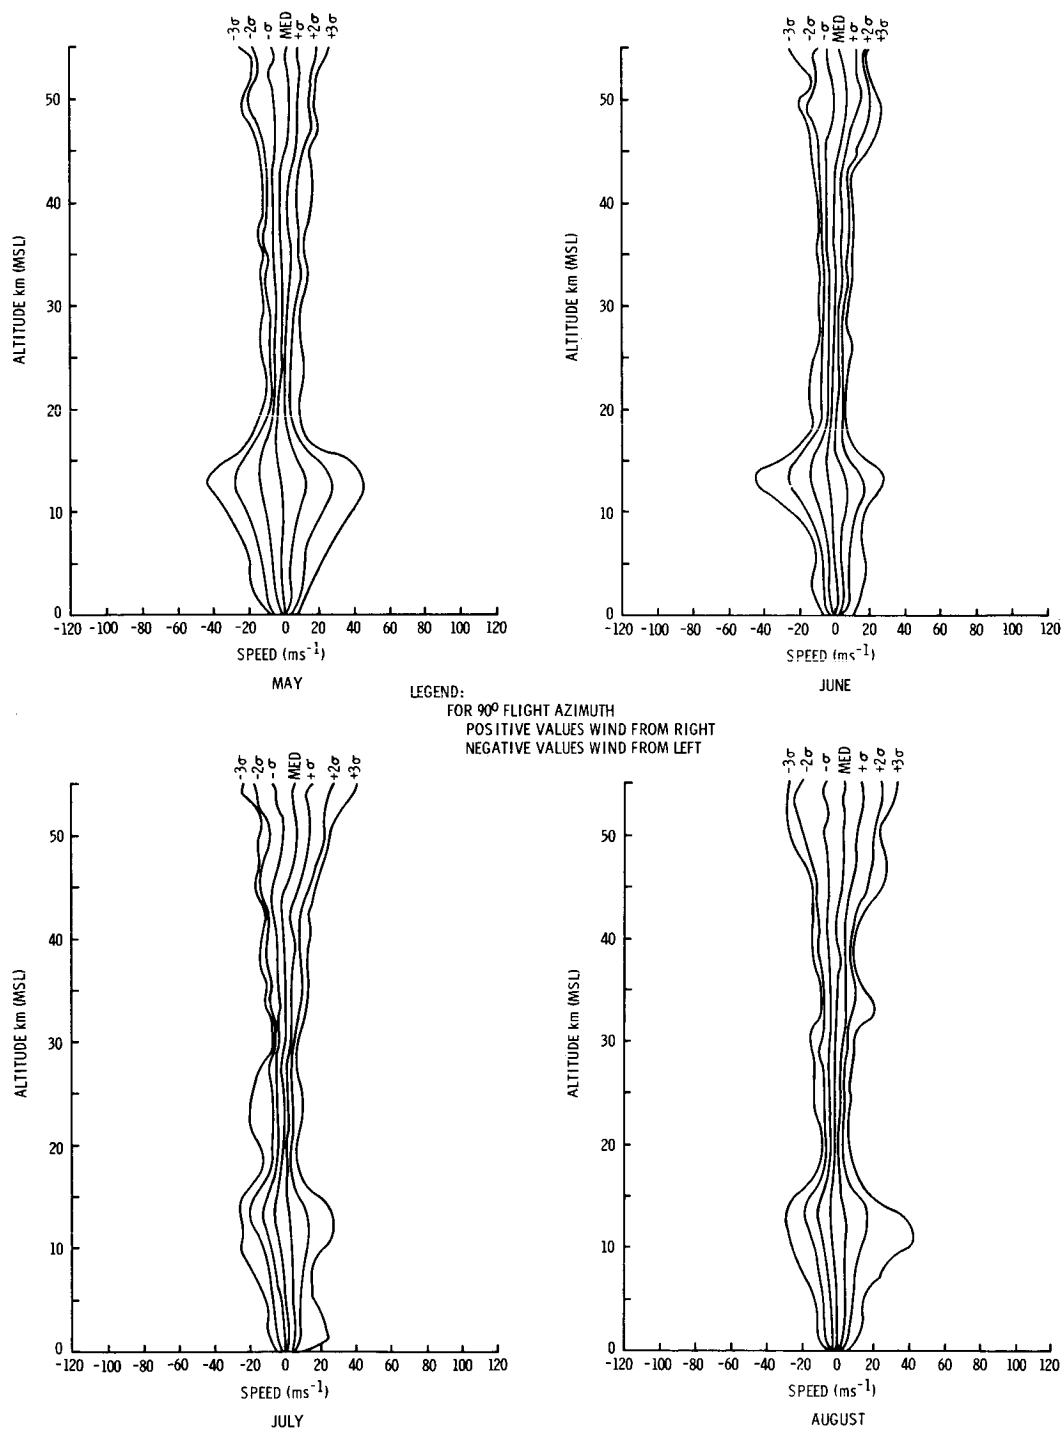 -3σ -2σ -σ MED +σ +2σ +3σ
50
40
30
20
10
0
ALTITUDE km (MSL)
-120 -100 -80 -60 -40 -20 0 20 40 60 80 100 120
SPEED (ms-1)
MAY
-3σ -2σ -σ MED +σ +2σ +3σ
50
40
30
20
10
0
ALTITUDE km (MSL)
-120 -100 -80 -60 -40 -20 0 20 40 60 80 100 120
SPEED (ms-1)
JUNE
LEGEND:
FOR 90º FLIGHT AZIMUTH
POSITIVE VALUES WIND FROM RIGHT
NEGATIVE VALUES WIND FROM LEFT
-3σ -2σ -σ MED +σ +2σ +3σ
50
40
30
20
10
0
ALTITUDE km (MSL)
-120 -100 -80 -60 -40 -20 0 20 40 60 80 100 120
SPEED (ms-1)
JULY
-3σ -2σ -σ MED +σ +2σ +3σ
50
40
30
20
10
0
ALTITUDE km (MSL)
-120 -100 -80 -60 -40 -20 0 20 40 60 80 100 120
SPEED (ms-1)
AUGUST